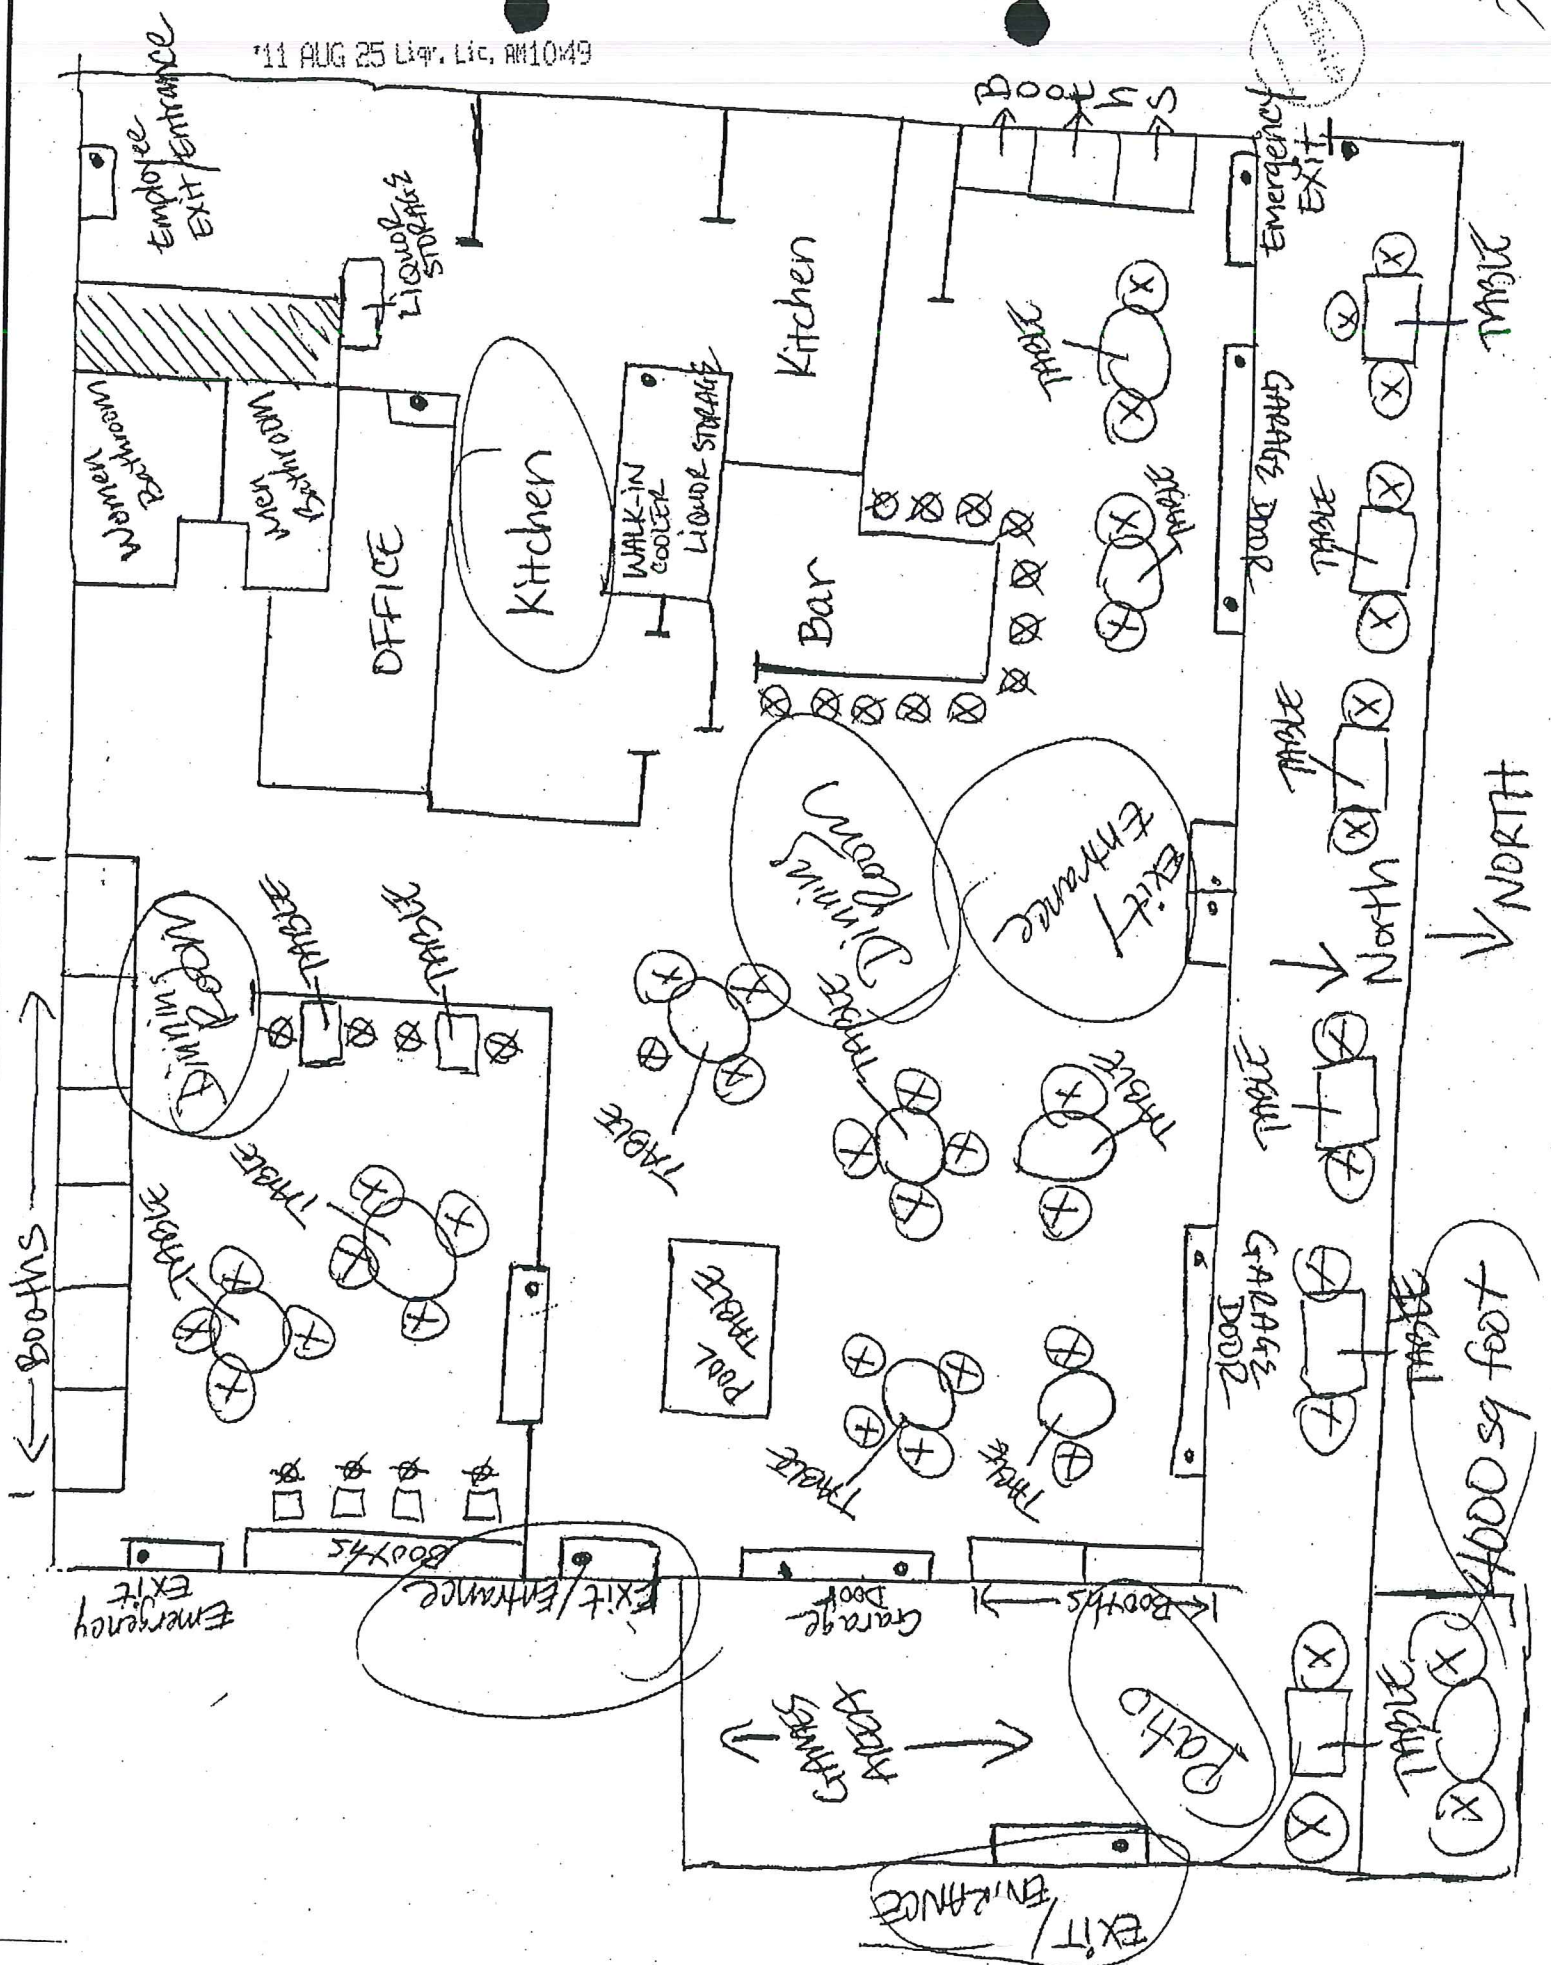 '11 AUG 25 Liqr. Lic. AM10:49
Employee
Exit/Entrance
LIQUOR
STORAGE
Women
Bathroom
Men
Bathroom
OFFICE
Kitchen
WALK-IN
COOLER
LIQUOR STORAGE
Kitchen
Bar
Booths
Emergency
Exit
TABLE
TABLE
TABLE
GARAGE DOOR
TABLE
TABLE
Dinning
Room
Exit/
Entrance
North
NORTH
Booths
Dinning
Room
TABLE
TABLE
TABLE
TABLE
TABLE
TABLE
TABLE
TABLE
POOL
TABLE
TABLE
TABLE
GARAGE
DOOR
TABLE
4000 sq foot
Emergency
Exit
Booths
Exit/Entrance
Garage
Door
Booths
GAMES
AREA
Patio
TABLE
EXIT/
ENTRANCE